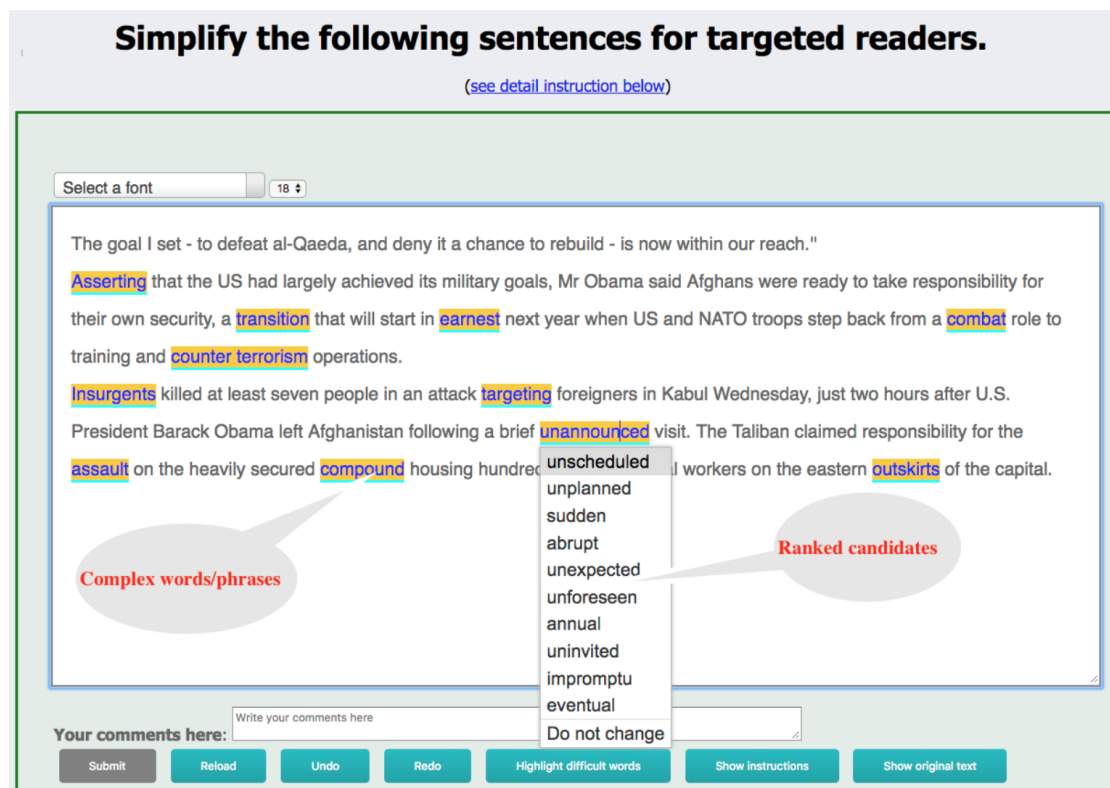 Simplify the following sentences for targeted readers.
(see detail instruction below)
Select a font
18
The goal I set - to defeat al-Qaeda, and deny it a chance to rebuild - is now within our reach."
Asserting that the US had largely achieved its military goals, Mr Obama said Afghans were ready to take responsibility for
their own security, a transition that will start in earnest next year when US and NATO troops step back from a combat role to
training and counter terrorism operations.
Insurgents killed at least seven people in an attack targeting foreigners in Kabul Wednesday, just two hours after U.S.
President Barack Obama left Afghanistan following a brief unannounced visit. The Taliban claimed responsibility for the
assault on the heavily secured compound housing workers on the eastern outskirts of the capital.
unscheduled
unplanned
sudden
abrupt
unexpected
unforeseen
annual
uninvited
impromptu
eventual
Do not change
Complex words/phrases
Ranked candidates
Your comments here:
Write your comments here
Submit
Reload
Undo
Redo
Highlight difficult words
Show instructions
Show original text